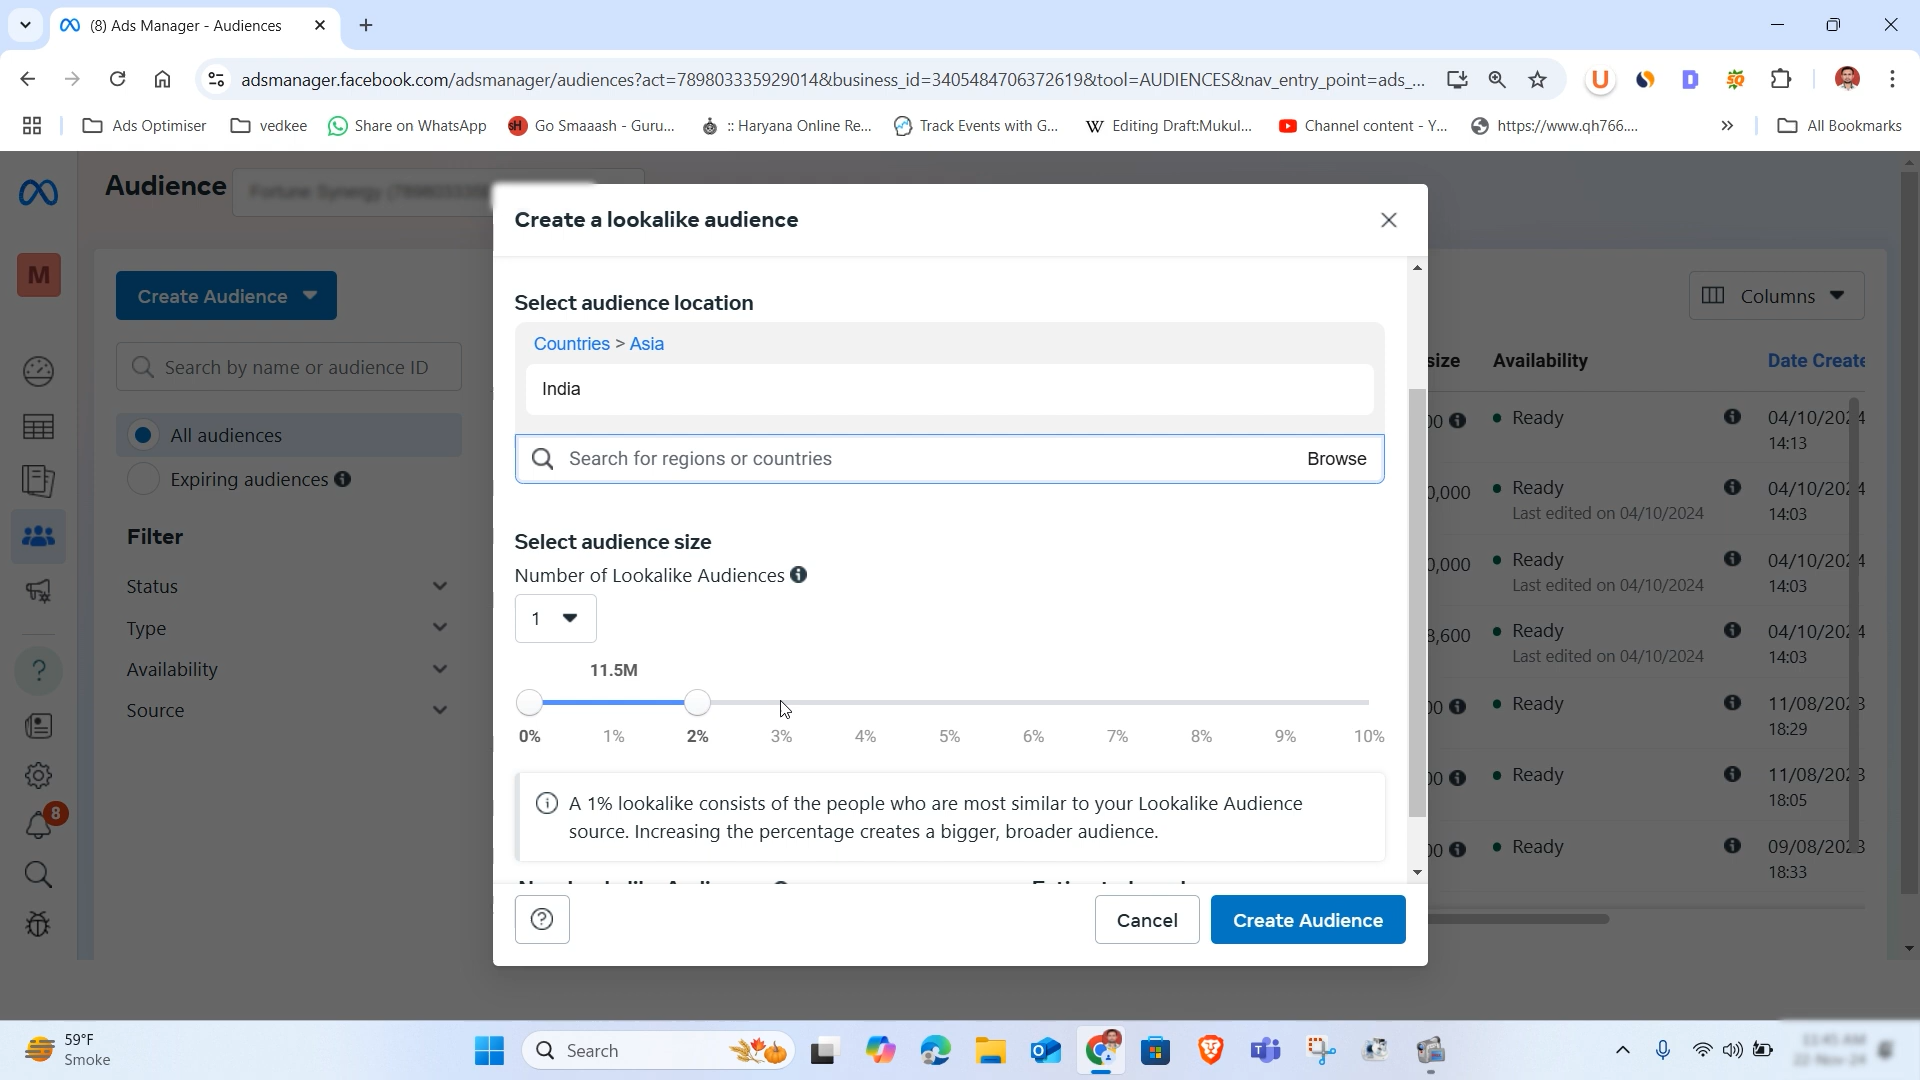 (8) Ads Manager - Audiences
adsmanager.facebook.com/adsmanager/audiences?act=789803335929014&business_id=3405484706372619&tool=AUDIENCES&nav_entry_point=ads_...
Ads Optimiser
vedkee
Share on WhatsApp
Go Smaaash - Guru...
:: Haryana Online Re...
Track Events with G...
Editing Draft:Mukul...
Channel content - Y...
https://www.qh766....
»
All Bookmarks
Audience
Create a lookalike audience
M
Create Audience
Columns
Search by name or audience ID
All audiences
Expiring audiences
Filter
Status
Type
Availability
Source
?
8
Select audience location
Countries > Asia
India
Search for regions or countries
Browse
Select audience size
Number of Lookalike Audiences
1
11.5M
0% 1% 2% 3% 4% 5% 6% 7% 8% 9% 10%
A 1% lookalike consists of the people who are most similar to your Lookalike Audience
source. Increasing the percentage creates a bigger, broader audience.
Cancel
Create Audience
size Availability Date Create
00 Ready 04/10/2024
14:13
0,000 Ready 04/10/2024
Last edited on 04/10/2024 14:03
0,000 Ready 04/10/2024
Last edited on 04/10/2024 14:03
3,600 Ready 04/10/2024
Last edited on 04/10/2024 14:03
00 Ready 11/08/2023
18:29
00 Ready 11/08/2023
18:05
00 Ready 09/08/2023
18:33
59°F
Smoke
Search